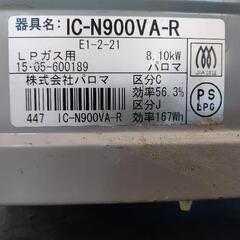 器具名: IC-N900VA-R
E1-2-21
LPガス用 8.10kW
15.05-600189 パロマ
株式会社パロマ 区分C
効率56.3%
区分J
447 IC-N900VA-R 効率167Wh
PS
LPG